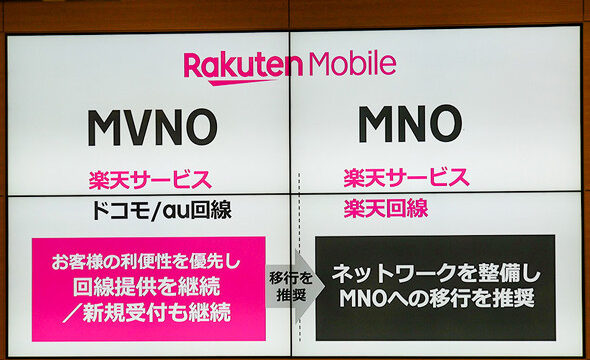 Rakuten Mobile
MVNO
楽天サービス
ドコモ/au回線
お客様の利便性を優先し
回線提供を継続
／新規受付も継続
移行を
推奨
MNO
楽天サービス
楽天回線
ネットワークを整備し
MNOへの移行を推奨